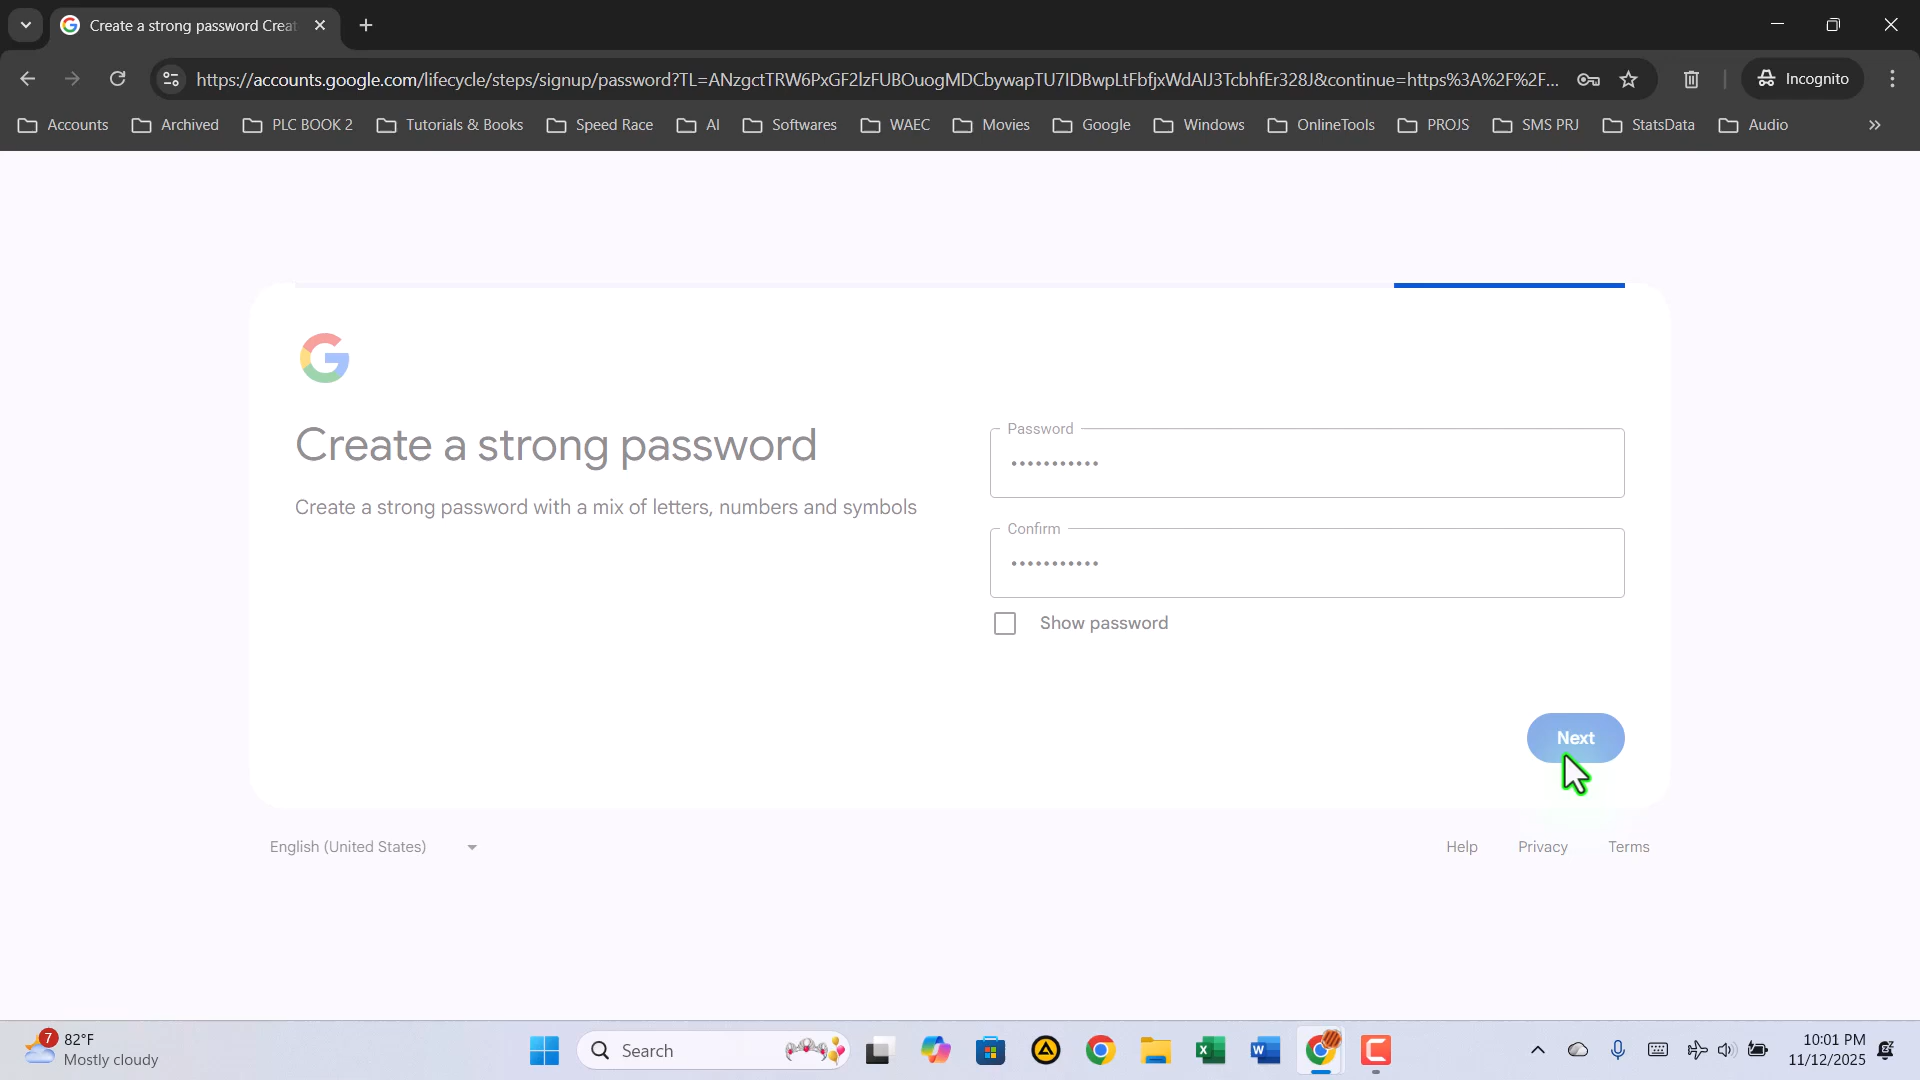 Create a strong password Creat
https://accounts.google.com/lifecycle/steps/signup/password?TL=ANzgctTRW6PxGF2lzFUBOuogMDCbywapTU7IDBwpLtFbfjxWdAIJ3TcbhfEr328J&continue=https%3A%2F%2F...
Incognito
Accounts
Archived
PLC BOOK 2
Tutorials & Books
Speed Race
AI
Softwares
WAEC
Movies
Google
Windows
OnlineTools
PROJS
SMS PRJ
StatsData
Audio
Create a strong password
Create a strong password with a mix of letters, numbers and symbols
Password
•••••••••••
Confirm
•••••••••••
Show password
Next
English (United States)
Help
Privacy
Terms
7
82°F
Mostly cloudy
Search
10:01 PM
11/12/2025